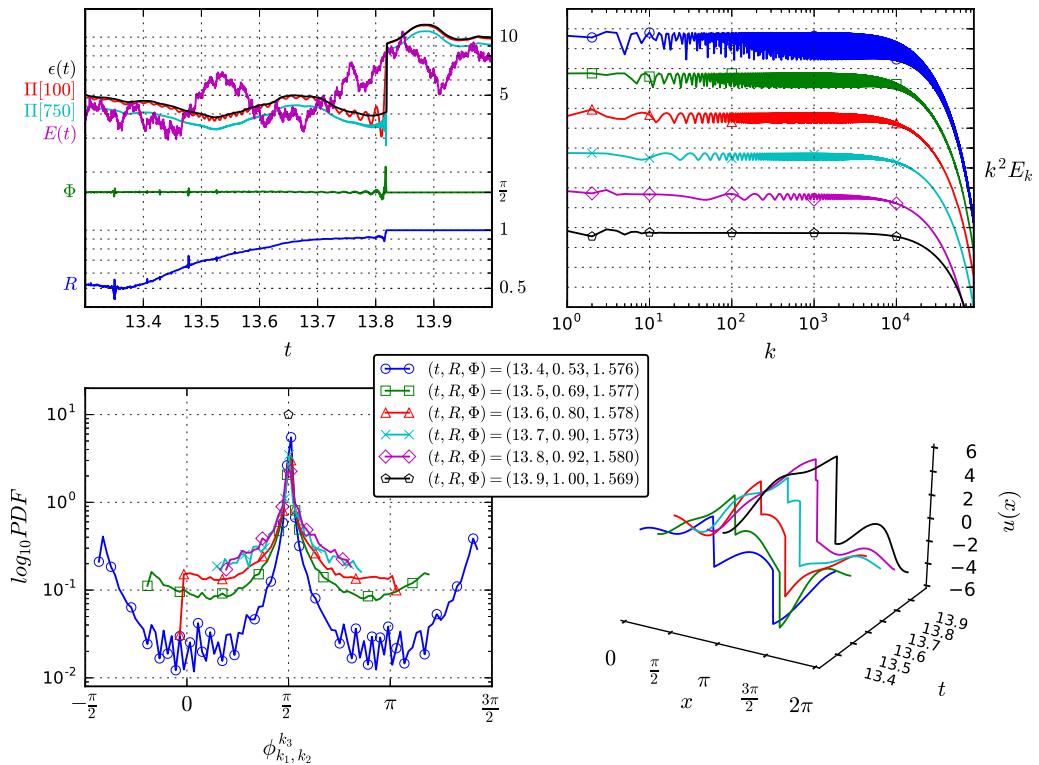 ϵ(t)
Π[100]
Π[750]
E(t)
Φ
R
10
5
π/2
1
0.5
13.4 13.5 13.6 13.7 13.8 13.9
t
k²E_k
10⁰ 10¹ 10² 10³ 10⁴
k
(t, R, Φ) = (13.4, 0.53, 1.576)
(t, R, Φ) = (13.5, 0.69, 1.577)
(t, R, Φ) = (13.6, 0.80, 1.578)
(t, R, Φ) = (13.7, 0.90, 1.573)
(t, R, Φ) = (13.8, 0.92, 1.580)
(t, R, Φ) = (13.9, 1.00, 1.569)
log₁₀PDF
10¹
10⁰
10⁻¹
10⁻²
−π/2 0 π/2 π 3π/2
ϕ^{k₃}_{k₁,k₂}
6
4
2
0
−2
−4
−6
u(x)
0 π/2 π 3π/2 2π
x
13.4 13.5 13.6 13.7 13.8 13.9
t